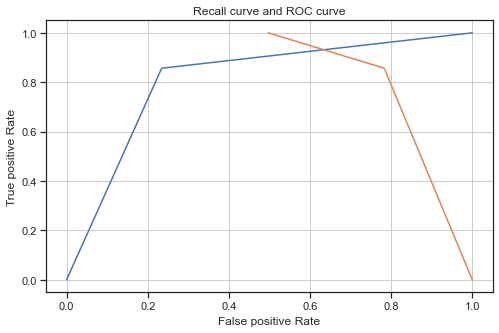 Recall curve and ROC curve
True positive Rate
1.0
0.8
0.6
0.4
0.2
0.0
0.0 0.2 0.4 0.6 0.8 1.0
False positive Rate